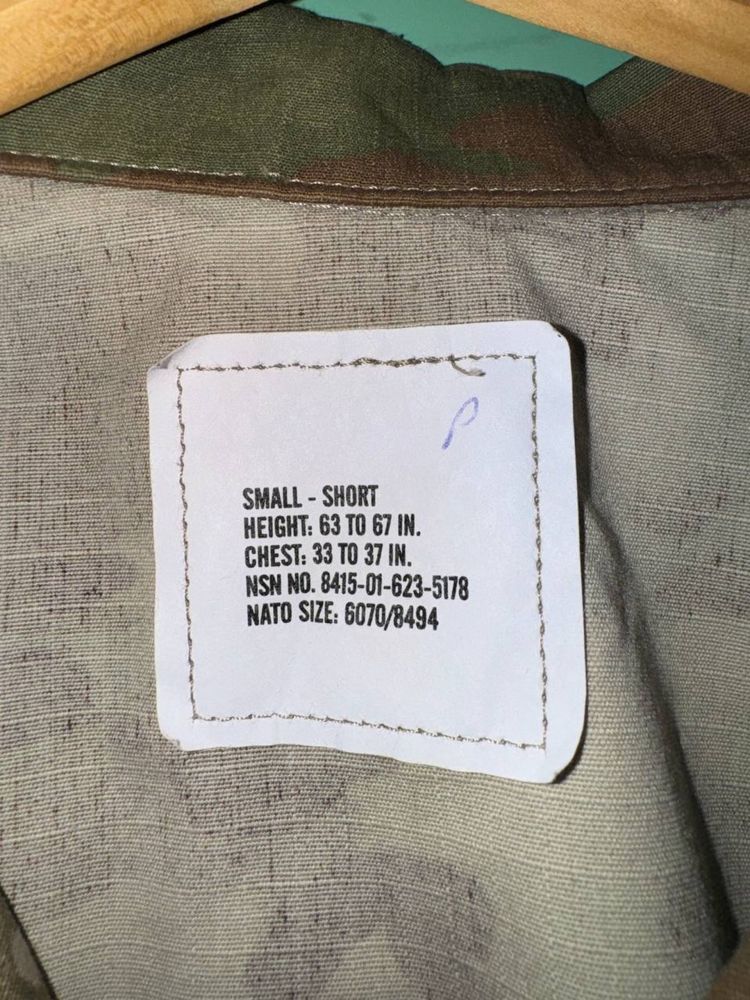 P
SMALL - SHORT
HEIGHT: 63 TO 67 IN.
CHEST: 33 TO 37 IN.
NSN NO. 8415-01-623-5178
NATO SIZE: 6070/8494